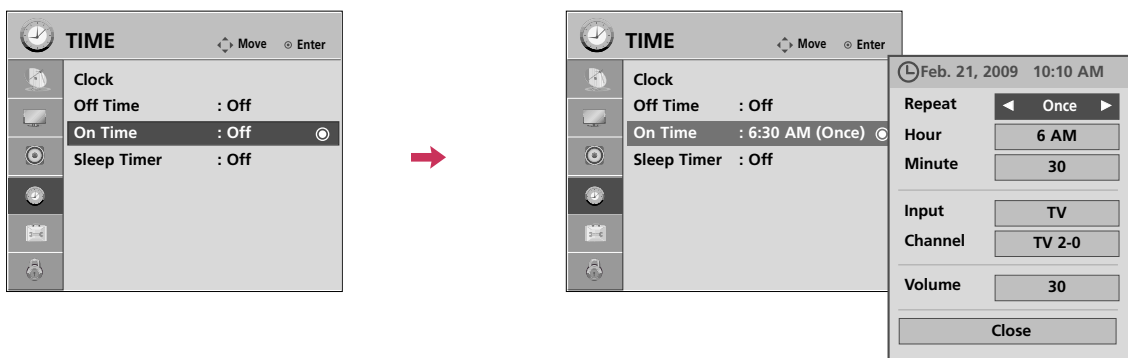 TIME Move Enter
Clock
Off Time : Off
On Time : Off
Sleep Timer : Off
TIME Move Enter
Clock
Off Time : Off
On Time : 6:30 AM (Once)
Sleep Timer : Off
Feb. 21, 2009 10:10 AM
Repeat ◀ Once ▶
Hour 6 AM
Minute 30
Input TV
Channel TV 2-0
Volume 30
Close